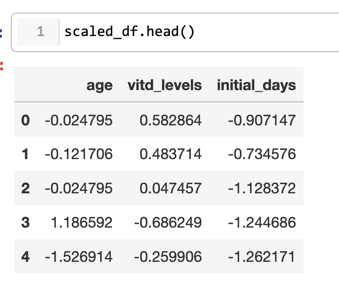 1 scaled_df.head()
age vitd_levels initial_days
0 -0.024795 0.582864 -0.907147
1 -0.121706 0.483714 -0.734576
2 -0.024795 0.047457 -1.128372
3 1.186592 -0.686249 -1.244686
4 -1.526914 -0.259906 -1.262171